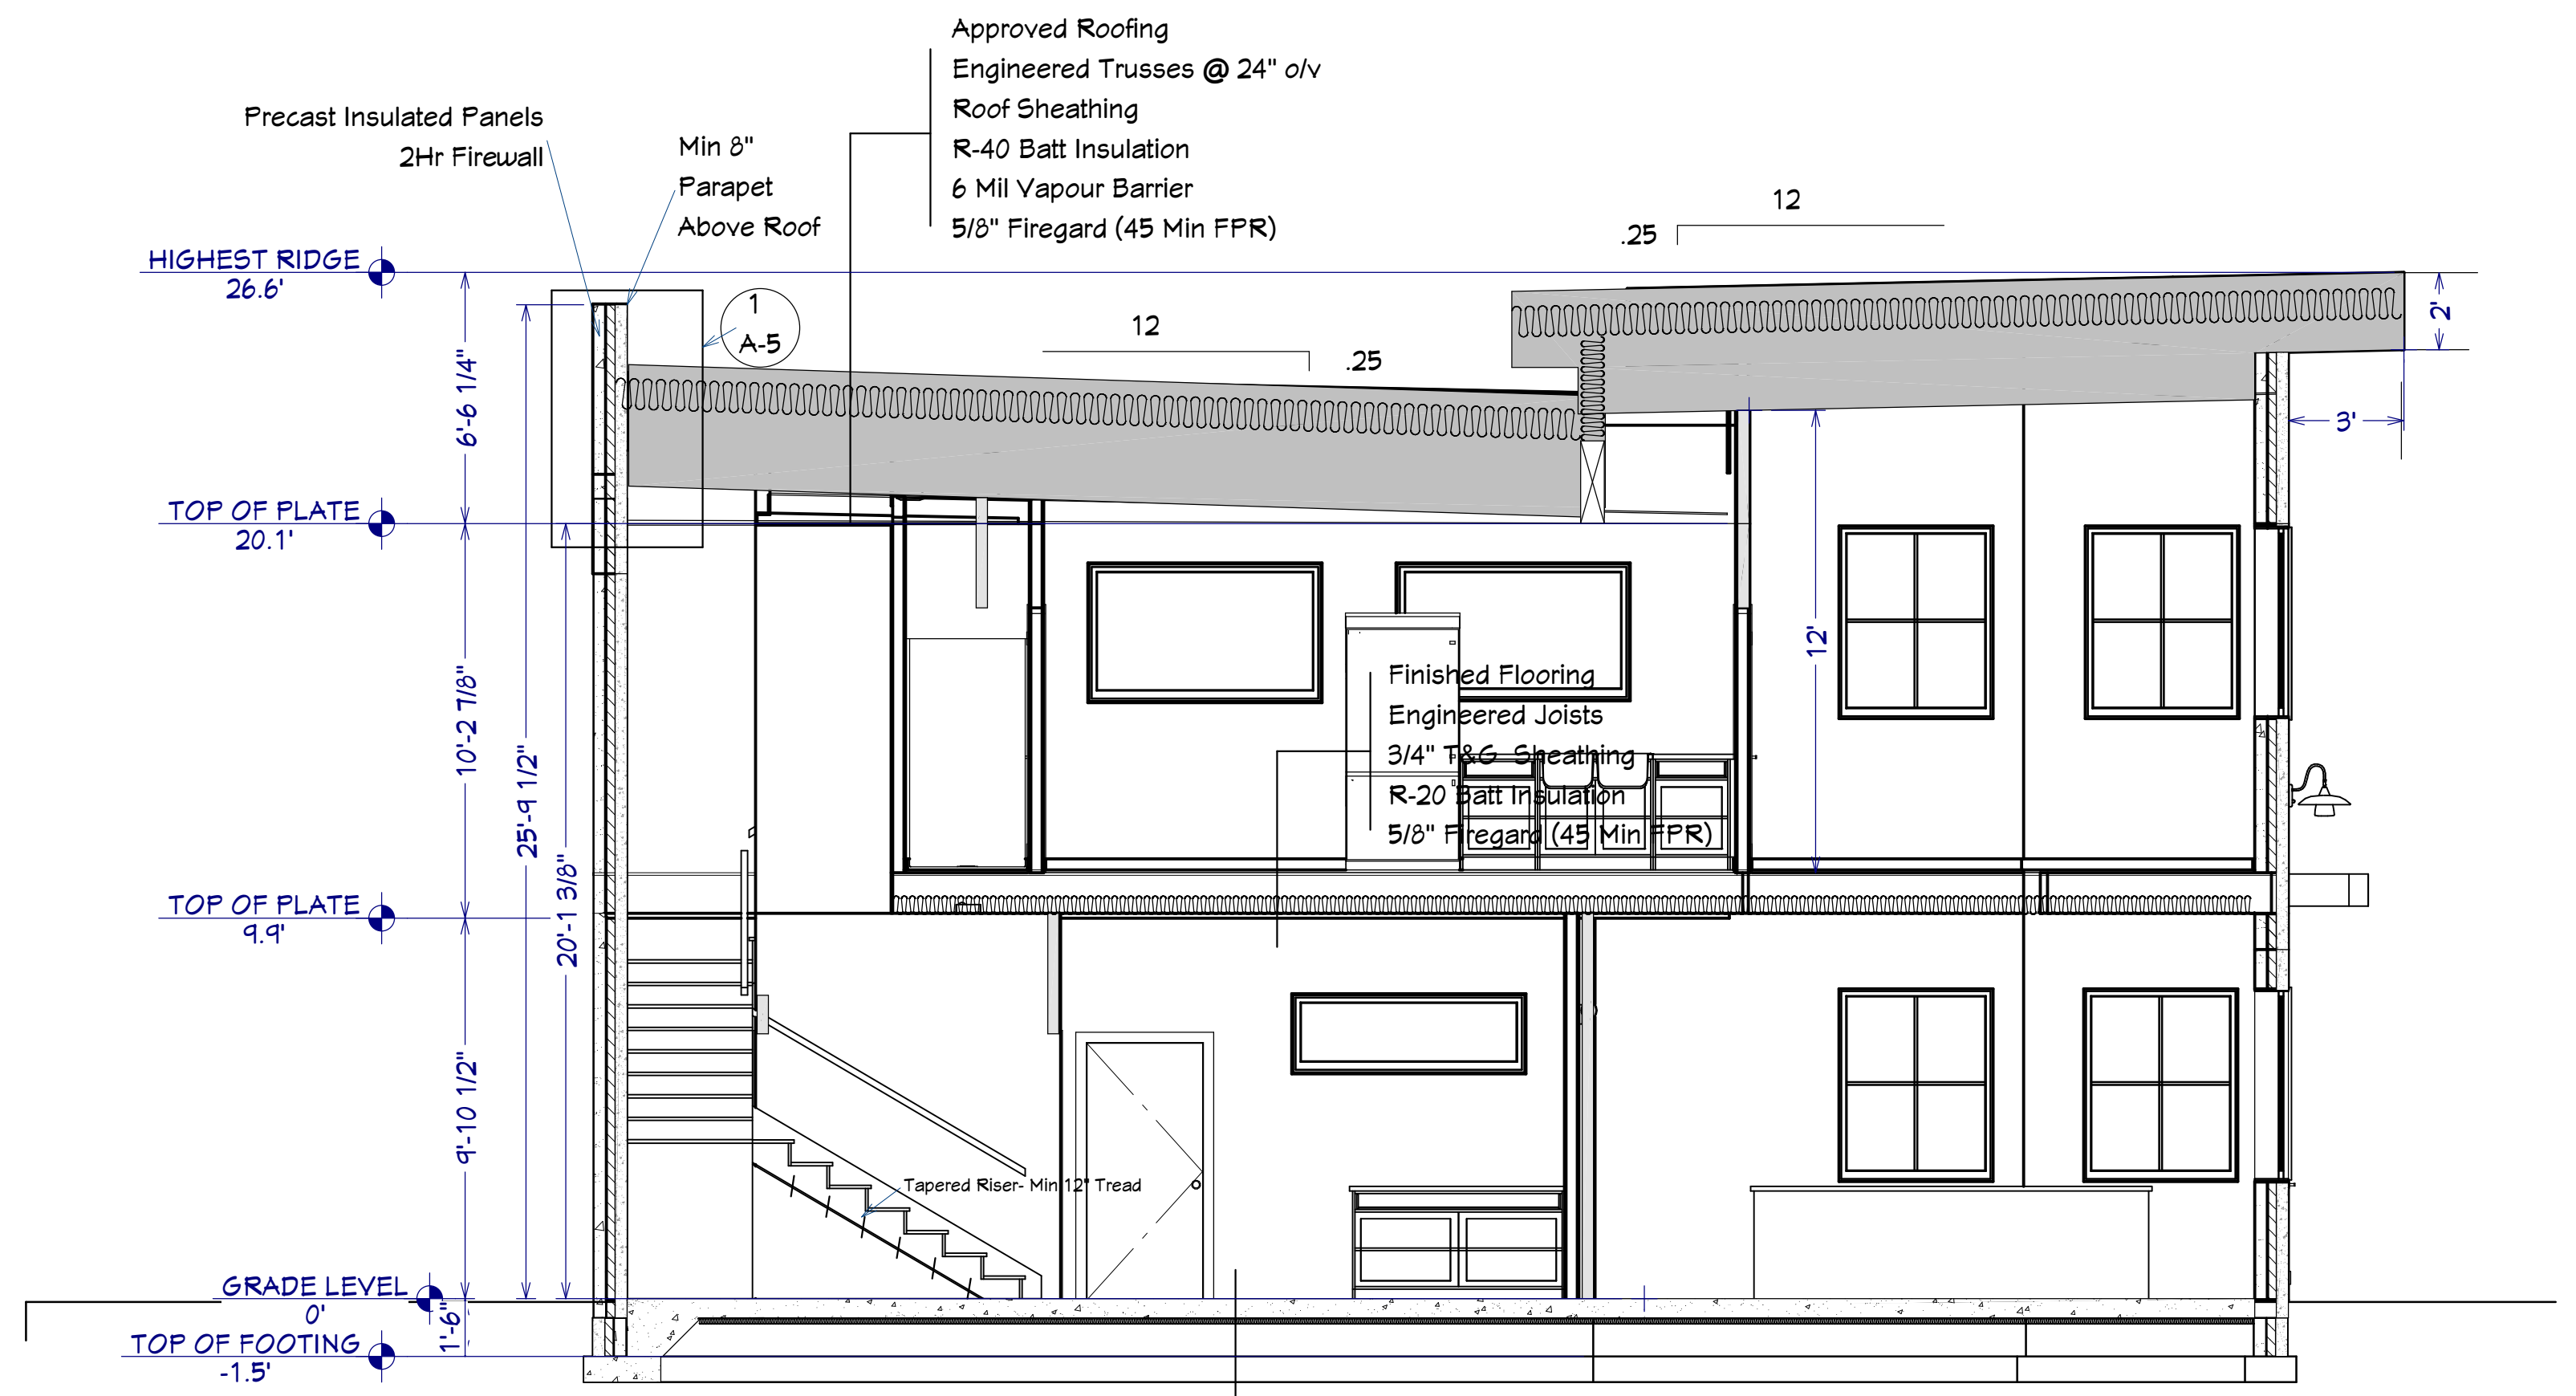 Approved Roofing
Engineered Trusses @ 24" o/v
Roof Sheathing
R-40 Batt Insulation
6 Mil Vapour Barrier
5/8" Firegard (45 Min FPR)
Precast Insulated Panels
2Hr Firewall
Min 8"
Parapet
Above Roof
12
.25
HIGHEST RIDGE
26.6'
1
A-5
12
.25
2'
3'
6'-6 1/4"
TOP OF PLATE
20.1'
10'-2 7/8"
25'-9 1/2"
20'-1 3/8"
12'
Finished Flooring
Engineered Joists
3/4" T&G Sheathing
R-20 Batt Insulation
5/8" Firegard (45 Min FPR)
TOP OF PLATE
9.9'
9'-10 1/2"
Tapered Riser- Min 12" Tread
GRADE LEVEL
0'
1'-6"
TOP OF FOOTING
-1.5'